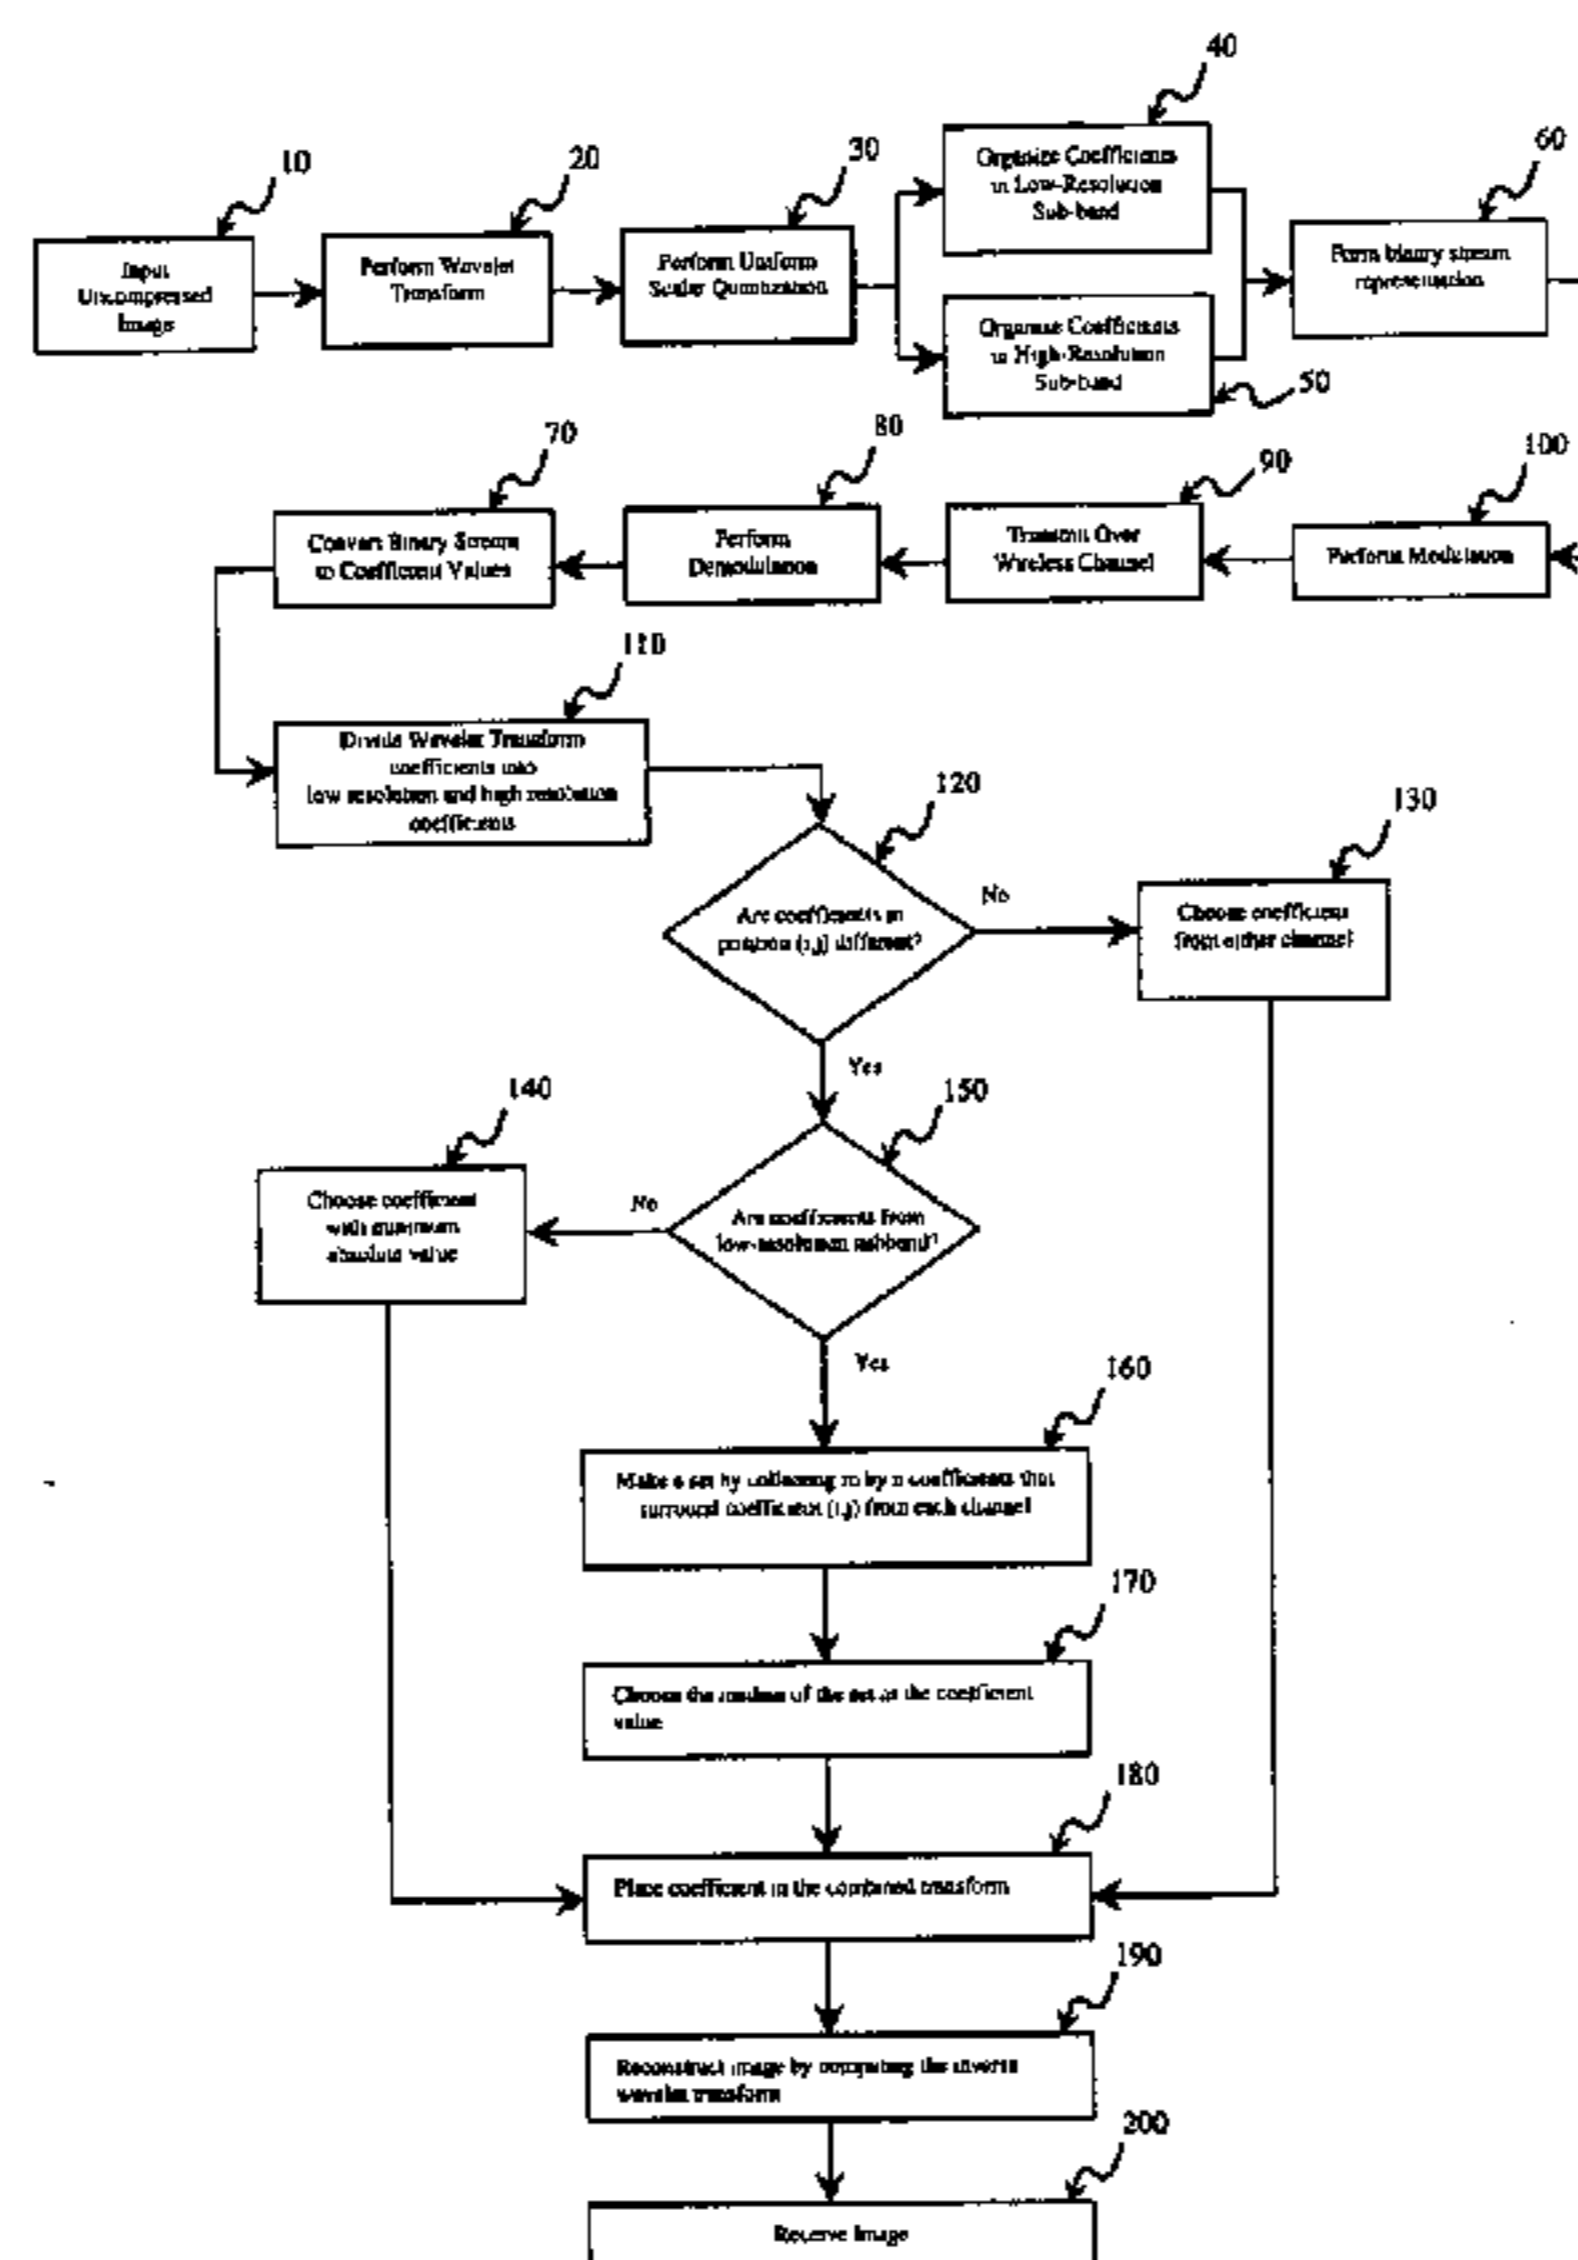 40
60
30
20
10
Organize Coefficients
in Low-Resolution
Sub-band
Form binary stream
representation
Perform Uniform
Scalar Quantization
Perform Wavelet
Transform
Input
Uncompressed
Image
Organize Coefficients
in High-Resolution
Sub-band
50
70
80
90
100
Convert Binary Stream
to Coefficient Values
Perform
Demodulation
Transmit Over
Wireless Channel
Perform Modulation
110
Divide Wavelet Transform
coefficients into
low resolution and high resolution
coefficients
120
130
Are coefficients in
position (i,j) different?
No
Choose coefficient
from either channel
Yes
140
150
Choose coefficient
with minimum
absolute value
No
Are coefficients from
low-resolution subband?
Yes
160
Make a set by collecting m by n coefficients that
surround coefficient (i,j) from each channel
170
Choose the median of the set as the coefficient
value
180
Place coefficient in the combined transform
190
Reconstruct image by computing the inverse
wavelet transform
200
Receive Image